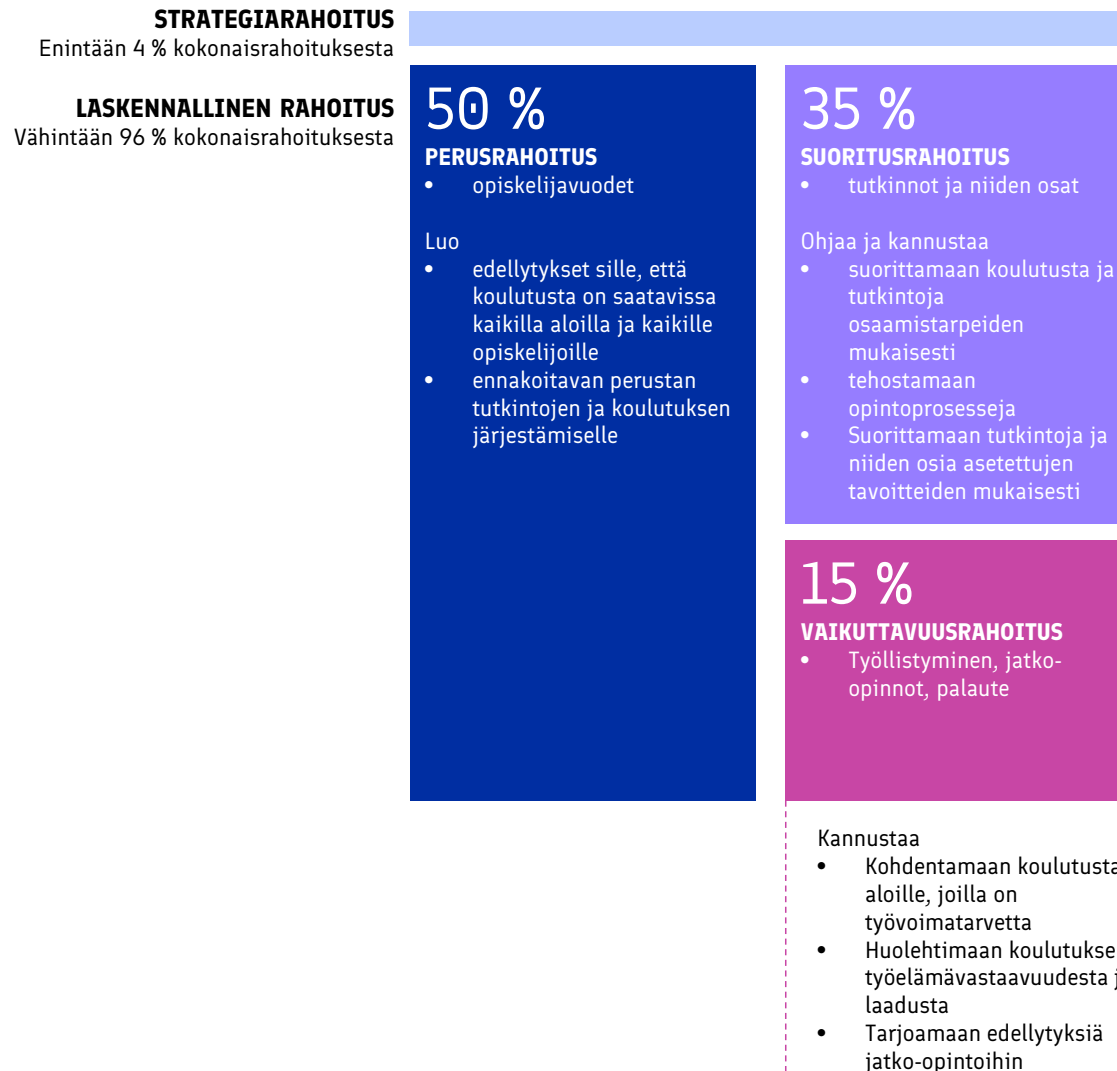 STRATEGIARAHOITUS
Enintään 4 % kokonaisrahoituksesta
LASKENNALLINEN RAHOITUS
Vähintään 96 % kokonaisrahoituksesta
50 %
PERUSRAHOITUS
• opiskelijavuodet
Luo
• edellytykset sille, että
koulutusta on saatavissa
kaikilla aloilla ja kaikille
opiskelijoille
• ennakoitavan perustan
tutkintojen ja koulutuksen
järjestämiselle
35 %
SUORITUSRAHOITUS
• tutkinnot ja niiden osat
Ohjaa ja kannustaa
• suorittamaan koulutusta ja
tutkintoja
osaamistarpeiden
mukaisesti
• tehostamaan
opintoprosesseja
• Suorittamaan tutkintoja ja
niiden osia asetettujen
tavoitteiden mukaisesti
15 %
VAIKUTTAVUUSRAHOITUS
• Työllistyminen, jatko-
opinnot, palaute
Kannustaa
• Kohdentamaan koulutusta
aloille, joilla on
työvoimatarvetta
• Huolehtimaan koulutukse
työelämävastaavuudesta j
laadusta
• Tarjoamaan edellytyksiä
jatko-opintoihin